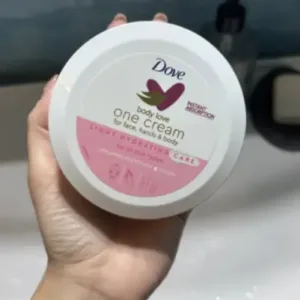 Dove
body love
one cream
for face, hands & body
INSTANT
ABSORPTION
LIGHT HYDRATING CARE